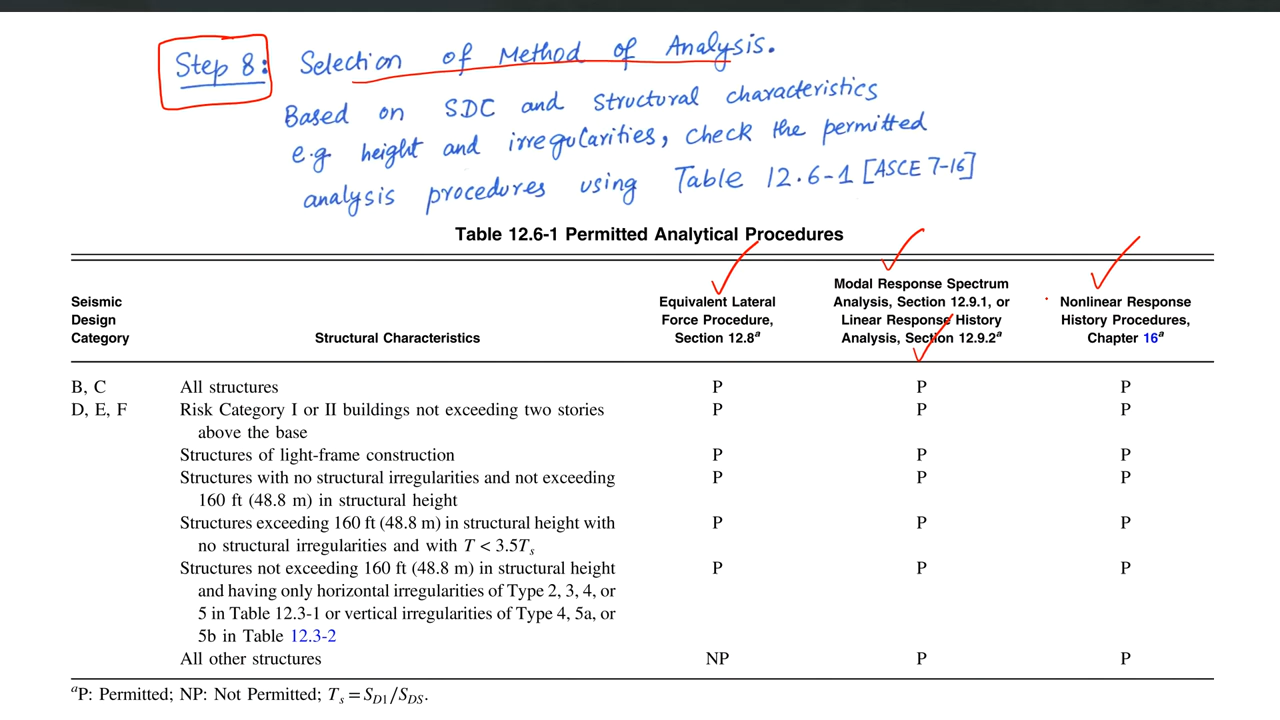 Step 8: Selection of Method of Analysis.
Based on SDC and structural characteristics
e.g height and irregularities, check the permitted
analysis procedures using Table 12.6-1 [ASCE 7-16]
Table 12.6-1 Permitted Analytical Procedures
Seismic Design Category
Structural Characteristics
Equivalent Lateral Force Procedure, Section 12.8a
Modal Response Spectrum Analysis, Section 12.9.1, or Linear Response History Analysis, Section 12.9.2a
Nonlinear Response History Procedures, Chapter 16a
B, C All structures P P P
D, E, F Risk Category I or II buildings not exceeding two stories P P P
above the base
Structures of light-frame construction P P P
Structures with no structural irregularities and not exceeding P P P
160 ft (48.8 m) in structural height
Structures exceeding 160 ft (48.8 m) in structural height with P P P
no structural irregularities and with T < 3.5Ts
Structures not exceeding 160 ft (48.8 m) in structural height P P P
and having only horizontal irregularities of Type 2, 3, 4, or
5 in Table 12.3-1 or vertical irregularities of Type 4, 5a, or
5b in Table 12.3-2
All other structures NP P P
aP: Permitted; NP: Not Permitted; Ts = SD1/SDS.